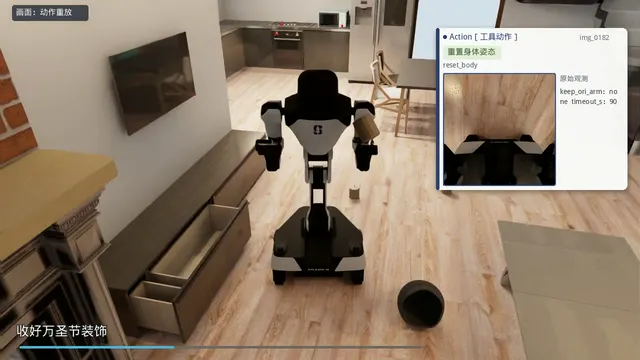 画面: 动作重放
● Action [ 工具动作 ]
img_0182
重置身体姿态
reset_body
原始观测
keep_ori_arm: no
ne timeout_s: 90
收好万圣节装饰